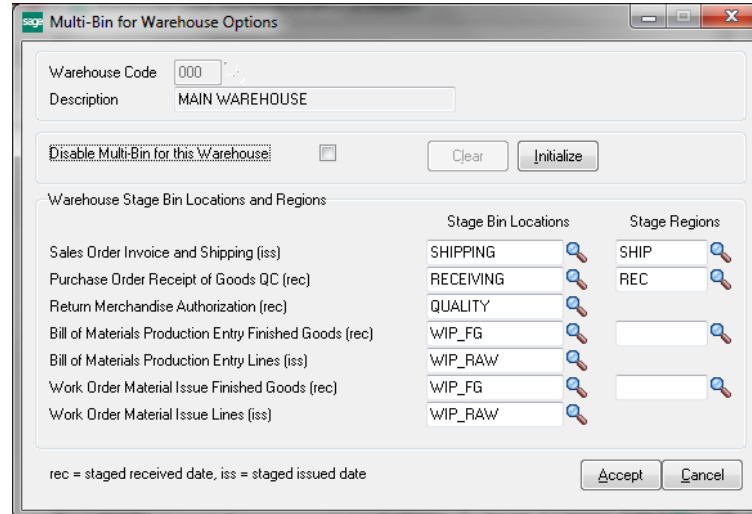 sage Multi-Bin for Warehouse Options
Warehouse Code 000
Description MAIN WAREHOUSE
Disable Multi-Bin for this Warehouse Clear Initialize
Warehouse Stage Bin Locations and Regions
Stage Bin Locations Stage Regions
Sales Order Invoice and Shipping (iss) SHIPPING SHIP
Purchase Order Receipt of Goods QC (rec) RECEIVING REC
Return Merchandise Authorization (rec) QUALITY
Bill of Materials Production Entry Finished Goods (rec) WIP_FG
Bill of Materials Production Entry Lines (iss) WIP_RAW
Work Order Material Issue Finished Goods (rec) WIP_FG
Work Order Material Issue Lines (iss) WIP_RAW
rec = staged received date, iss = staged issued date Accept Cancel